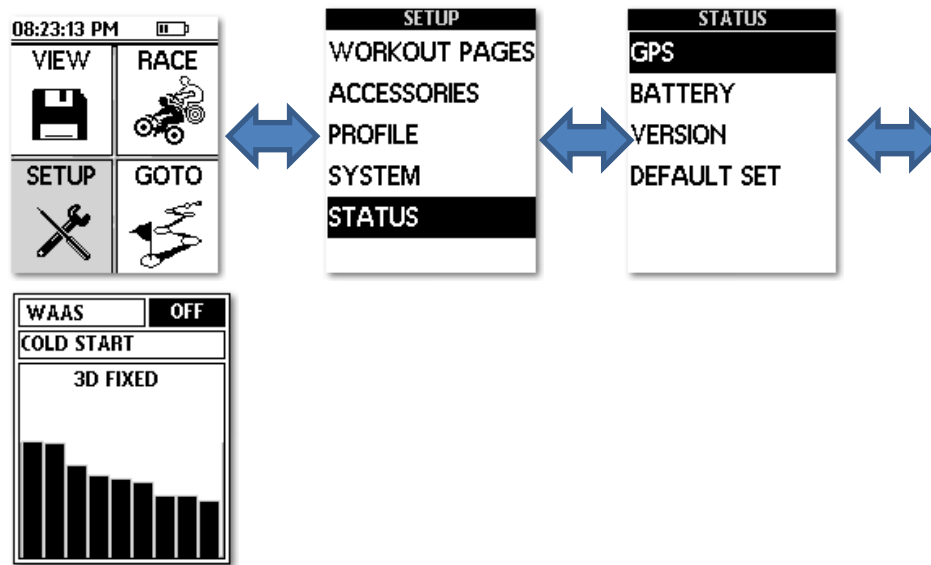 08:23:13 PM
VIEW RACE
SETUP GOTO
SETUP
WORKOUT PAGES
ACCESSORIES
PROFILE
SYSTEM
STATUS
STATUS
GPS
BATTERY
VERSION
DEFAULT SET
WAAS OFF
COLD START
3D FIXED